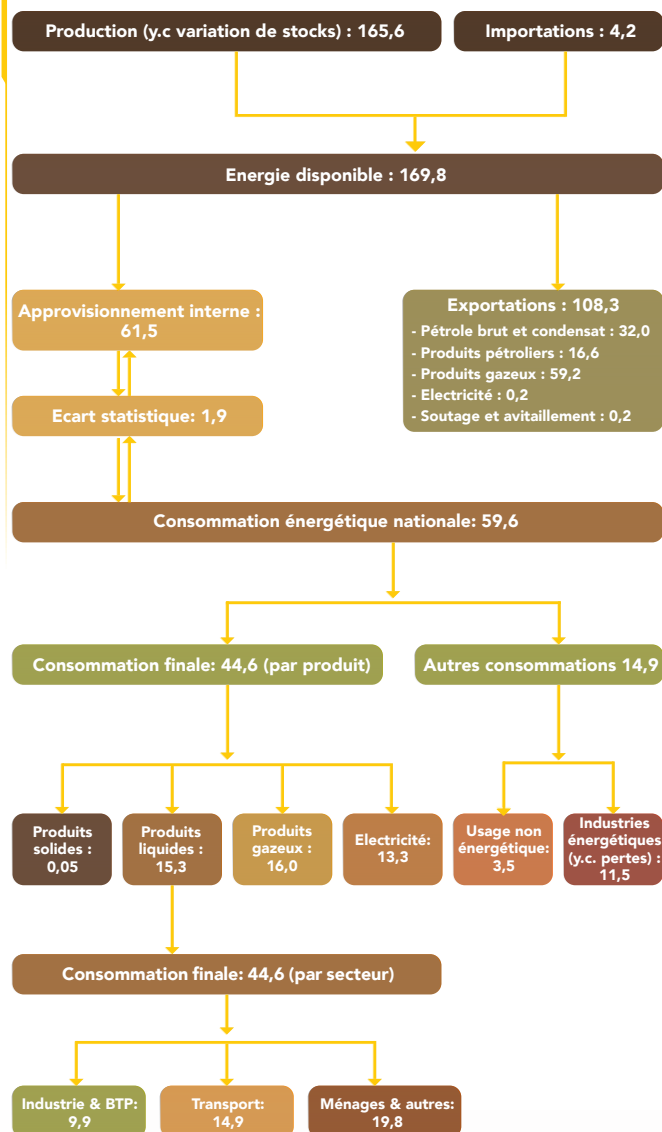 Production (y.c variation de stocks) : 165,6
Importations : 4,2
Energie disponible : 169,8
Approvisionnement interne :
61,5
Exportations : 108,3
- Pétrole brut et condensat : 32,0
- Produits pétroliers : 16,6
- Produits gazeux : 59,2
- Electricité : 0,2
- Soutage et avitaillement : 0,2
Ecart statistique: 1,9
Consommation énergétique nationale: 59,6
Consommation finale: 44,6 (par produit)
Autres consommations 14,9
Produits
solides :
0,05
Produits
liquides :
15,3
Produits
gazeux :
16,0
Electricité:
13,3
Usage non
énergétique:
3,5
Industries
énergétiques
(y.c. pertes) :
11,5
Consommation finale: 44,6 (par secteur)
Industrie & BTP:
9,9
Transport:
14,9
Ménages & autres:
19,8